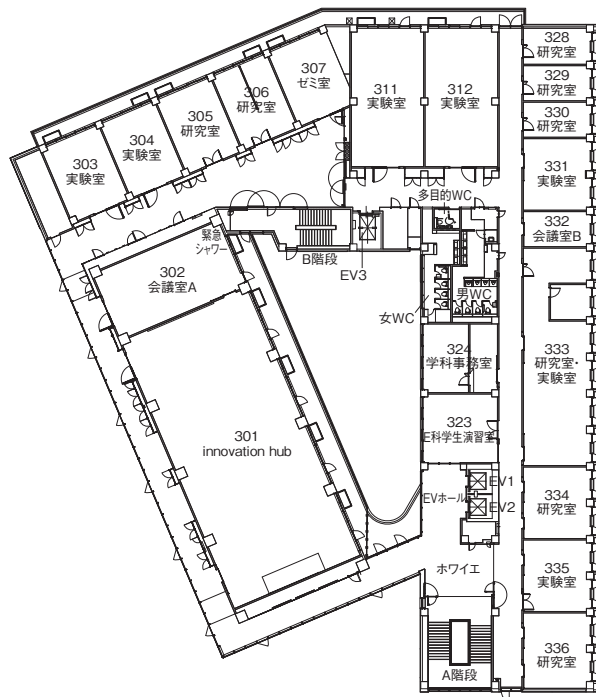 328
研究室
329
研究室
330
研究室
331
実験室
332
会議室B
333
研究室・
実験室
334
研究室
335
実験室
336
研究室
311
実験室
312
実験室
307
ゼミ室
306
研究室
305
研究室
304
実験室
303
実験室
多目的WC
緊急
シャワー
B階段
EV3
302
会議室A
女WC
男WC
324
学科事務室
323
E科学生演習室
301
innovation hub
EVホール
EV1
EV2
ホワイエ
A階段